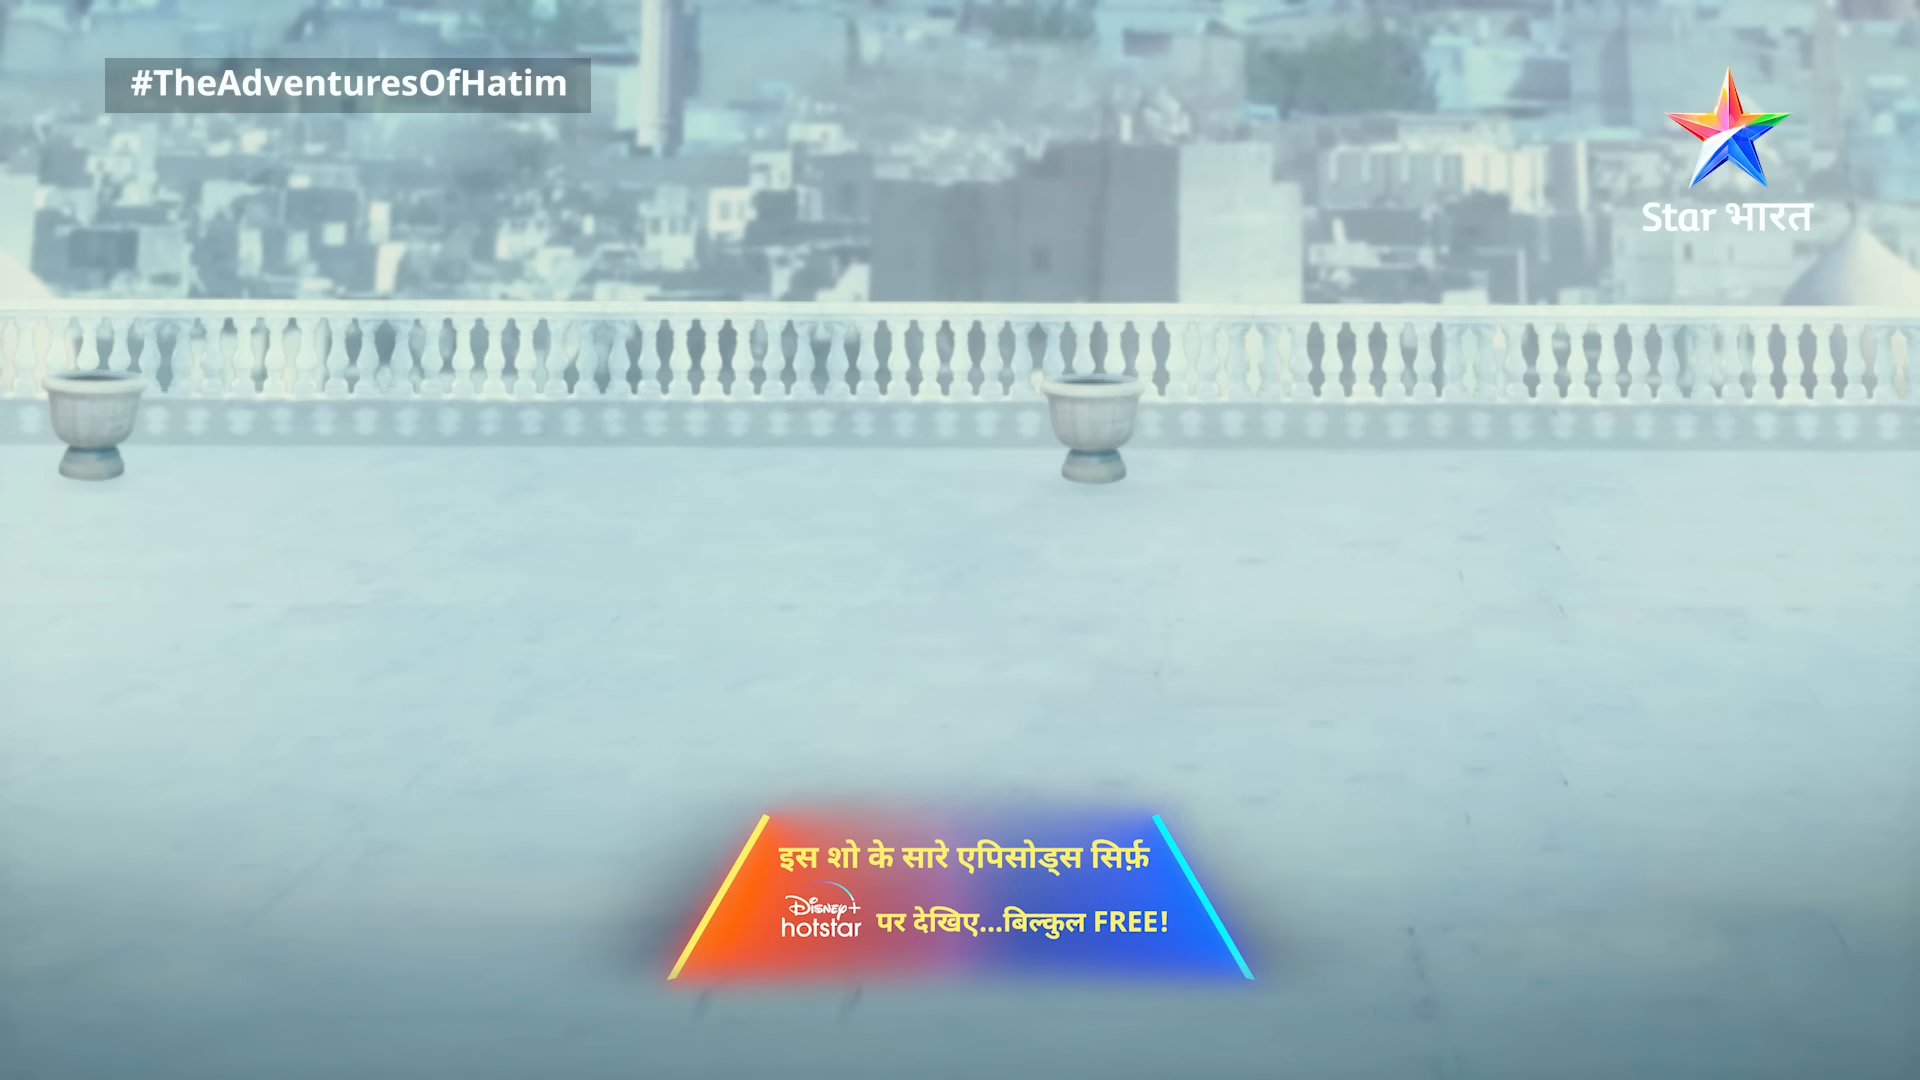 #TheAdventuresOfHatim
Star भारत
इस शो के सारे एपिसोड्स सिर्फ़
Disney+ hotstar पर देखिए...बिल्कुल FREE!